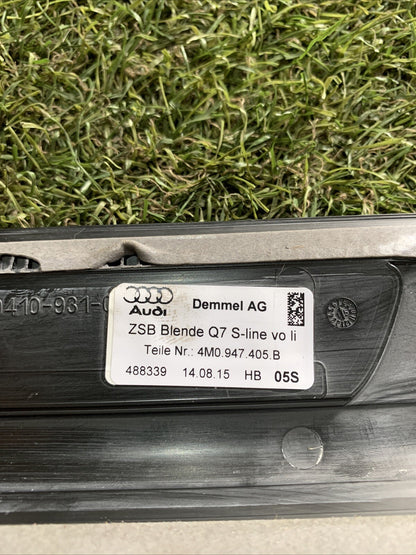 Audi Demmel AG
ZSB Blende Q7 S-line vo li
Teile Nr.: 4M0.947.405.B
488339 14.08.15 HB 05S